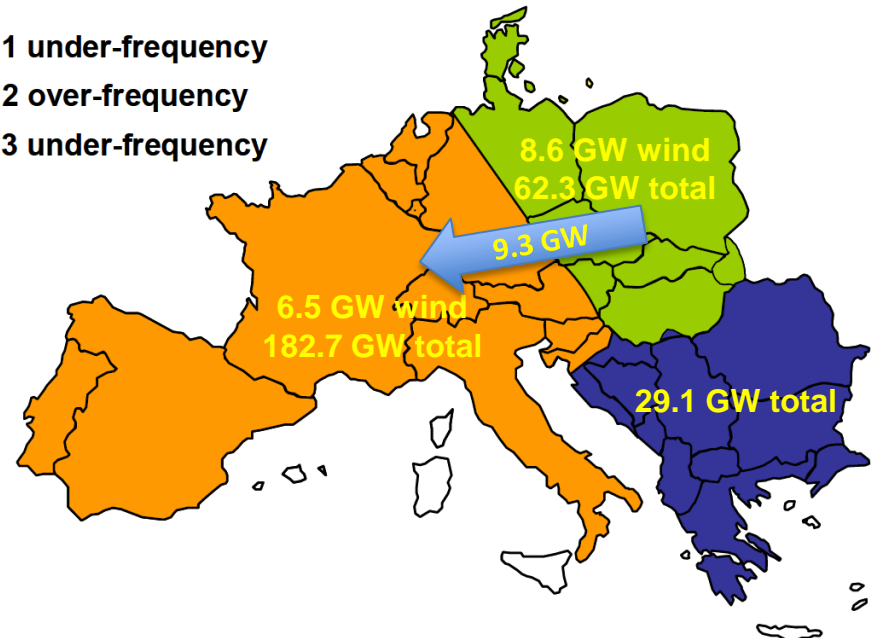 1 under-frequency
2 over-frequency
3 under-frequency
8.6 GW wind
62.3 GW total
9.3 GW
6.5 GW wind
182.7 GW total
29.1 GW total